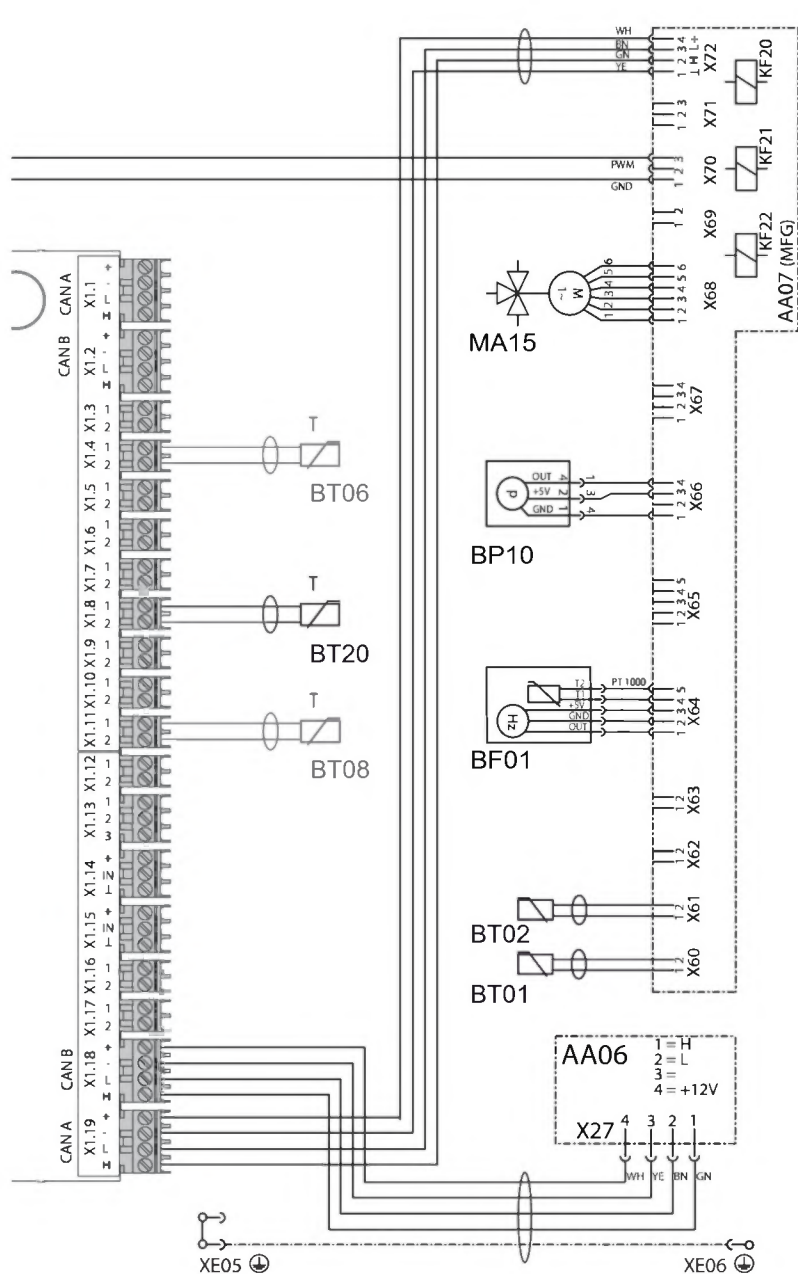 WH
BN
GN
YE
4 +
3 L
2 H
1 ⊥
X72
KF20
3
2
1
X71
PWM
GND
3
2
1
X70
KF21
2
1
X69
KF22
AA07 (MFG)
6
5
4
3
2
1
M
1~
6
5
4
3
2
1
X68
MA15
CAN A
X1.1
+
-
L
H
CAN B
X1.2
+
-
L
H
X1.3
1
2
X1.4
1
2
T
BT06
X1.5
1
2
X1.6
1
2
X1.7
1
2
X1.8
1
2
T
BT20
X1.9
1
2
X1.10
1
2
X1.11
1
2
T
BT08
X1.12
1
2
X1.13
1
2
3
X1.14
+
IN
⊥
X1.15
+
IN
⊥
X1.16
1
2
X1.17
1
2
CAN B
X1.18
+
-
L
H
CAN A
X1.19
+
-
L
H
4
3
2
1
X67
P
OUT 4 1
+5V 2 3
GND 1 4
4
3
2
1
X66
BP10
5
4
3
2
1
X65
T2 PT 1000
T1
+5V
GND
OUT
Hz
5
4
3
2
1
X64
BF01
2
1
X63
2
1
X62
BT02
2
1
X61
BT01
2
1
X60
AA06
1 = H
2 = L
3 =
4 = +12V
X27
4 3 2 1
WH YE BN GN
XE05
XE06